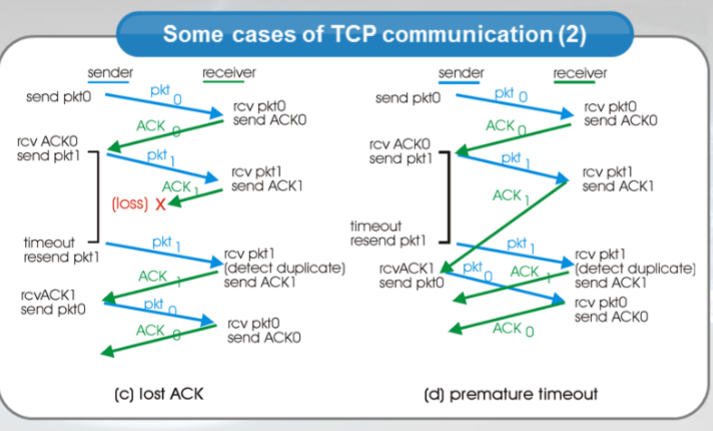 Some cases of TCP communication (2)
sender
receiver
send pkt0
pkt 0
rcv pkt0
send ACK0
ACK 0
rcv ACK0
send pkt1
pkt 1
rcv pkt1
send ACK1
ACK 1
(loss) X
timeout
resend pkt1
pkt 1
rcv pkt1
(detect duplicate)
send ACK1
ACK 1
rcvACK1
send pkt0
pkt 0
rcv pkt0
send ACK0
ACK 0
(c) lost ACK
sender
receiver
send pkt0
pkt 0
rcv pkt0
send ACK0
ACK 0
rcv ACK0
send pkt1
pkt 1
rcv pkt1
send ACK1
ACK 1
timeout
resend pkt1
pkt 1
rcv pkt1
(detect duplicate)
send ACK1
rcvACK1
send pkt0
pkt 0
ACK 1
rcv pkt0
send ACK0
ACK 0
(d) premature timeout